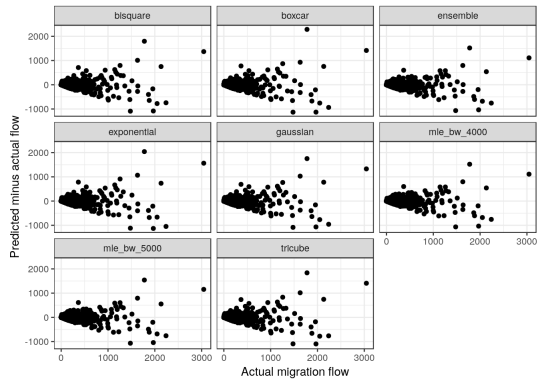 bisquare
boxcar
ensemble
2000
1000
0
-1000
exponential
gaussian
mle_bw_4000
2000
1000
0
-1000
0
1000
2000
3000
mle_bw_5000
tricube
2000
1000
0
-1000
0
1000
2000
3000
0
1000
2000
3000
Actual migration flow
Predicted minus actual flow